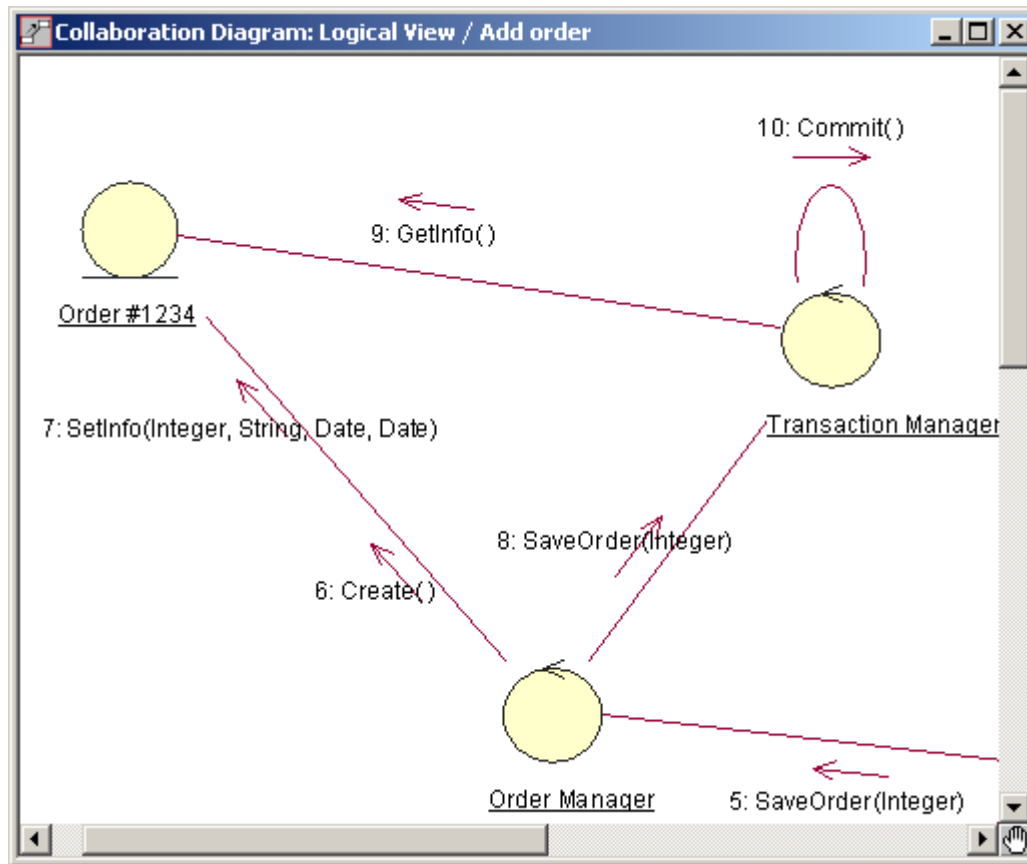 Collaboration Diagram: Logical View / Add order
10: Commit( )
9: GetInfo( )
Order #1234
7: SetInfo(Integer, String, Date, Date)
Transaction Manager
8: SaveOrder(Integer)
6: Create( )
Order Manager
5: SaveOrder(Integer)